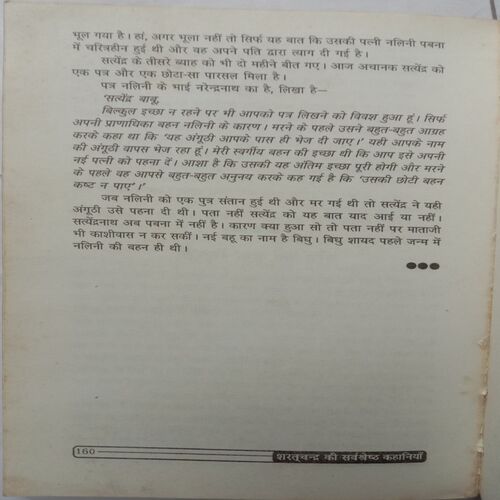 भूल गया है। हां, अगर भूला नहीं तो सिर्फ यह बात कि उसकी पत्नी नलिनी पबना
में चरित्रहीन हुई थी और वह अपने पति द्वारा त्याग दी गई है।
सत्येंद्र के तीसरे ब्याह को भी दो महीने बीत गए। आज अचानक सत्येंद्र को
एक पत्र और एक छोटा-सा पारसल मिला है।
पत्र नलिनी के भाई नरेन्द्रनाथ का है, लिखा है—
'सत्येंद्र बाबू,
बिल्कुल इच्छा न रहने पर भी आपको पत्र लिखने को विवश हुआ हूं। सिर्फ
अपनी प्राणाधिका बहन नलिनी के कारण। मरने के पहले उसने बहुत-बहुत आग्रह
करके कहा था कि 'यह अंगूठी आपके पास ही भेज दी जाए।' यही आपके नाम
की अंगूठी वापस भेज रहा हूं। मेरी स्वर्गीय बहन की इच्छा थी कि आप इसे अपनी
नई पत्नी को पहना दें। आशा है कि उसकी यह अंतिम इच्छा पूरी होगी और मरने
के पहले वह आपसे बहुत-बहुत अनुनय करके कह गई है कि 'उसकी छोटी बहन
कष्ट न पाए'।'
जब नलिनी को एक पुत्र संतान हुई थी और मर गई थी तो सत्येंद्र ने यही
अंगूठी उसे पहना दी थी। पता नहीं सत्येंद्र को यह बात याद आई या नहीं।
सत्येंद्रनाथ अब पबना में नहीं है। कारण क्या हुआ सो तो पता नहीं पर माताजी
भी काशीवास न कर सकीं। नई बहू का नाम है बिधु। बिधु शायद पहले जन्म में
नलिनी की बहन ही थी।
●●●
160
शरत्चन्द्र की सर्वश्रेष्ठ कहानियाँ